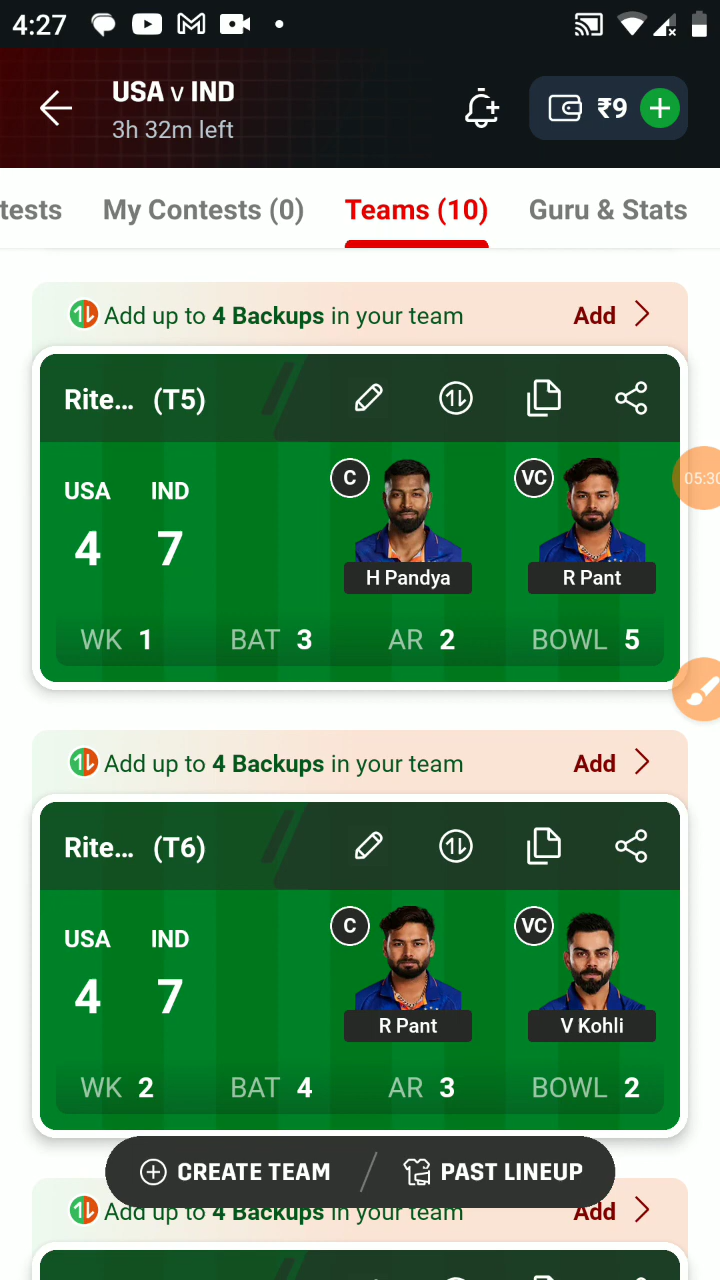 4:27
USA v IND
3h 32m left
₹9
tests My Contests (0) Teams (10) Guru & Stats
Add up to 4 Backups in your team Add
Rite... (T5)
USA IND
4 7
C
VC
H Pandya R Pant
WK 1 BAT 3 AR 2 BOWL 5
05:30
Add up to 4 Backups in your team Add
Rite... (T6)
USA IND
4 7
C
VC
R Pant V Kohli
WK 2 BAT 4 AR 3 BOWL 2
CREATE TEAM PAST LINEUP
Add up to 4 Backups in your team Add